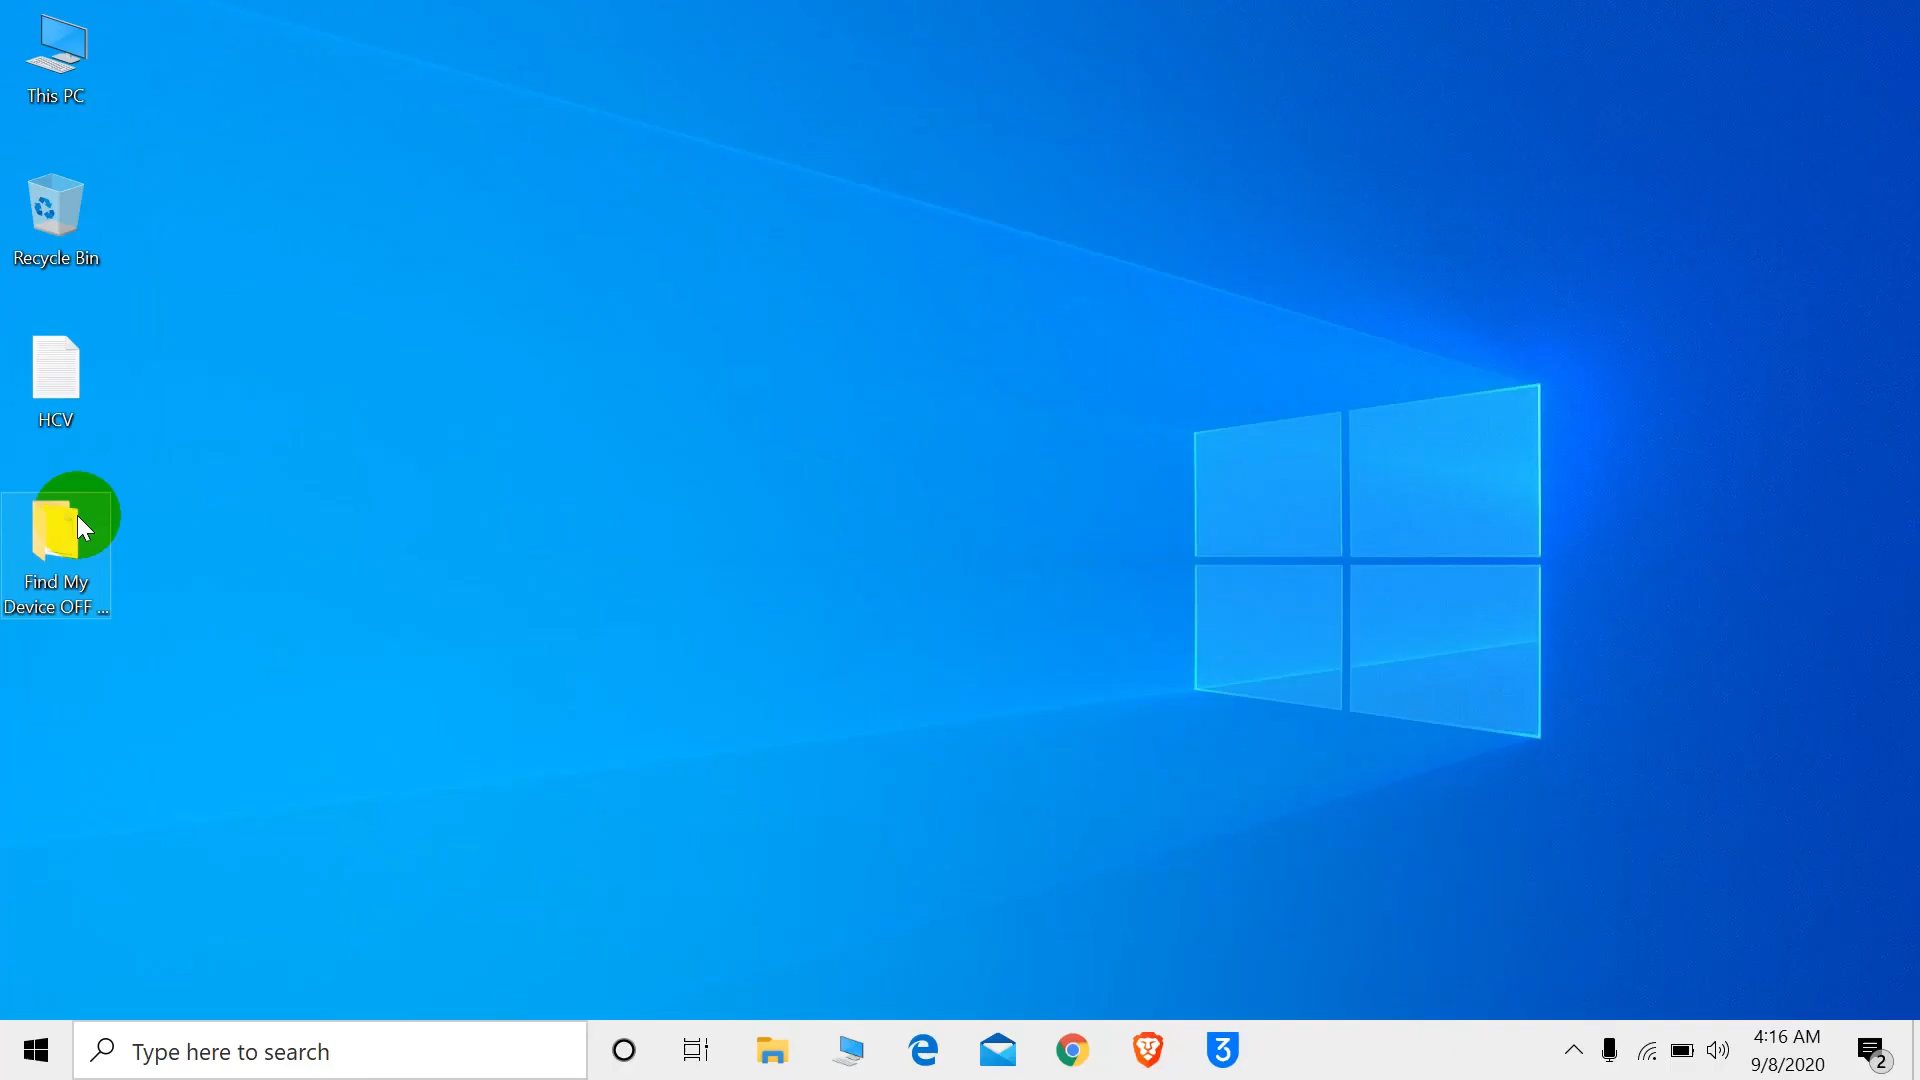 This PC
Recycle Bin
HCV
Find My
Device OFF ...
Type here to search
3
4:16 AM
9/8/2020
2